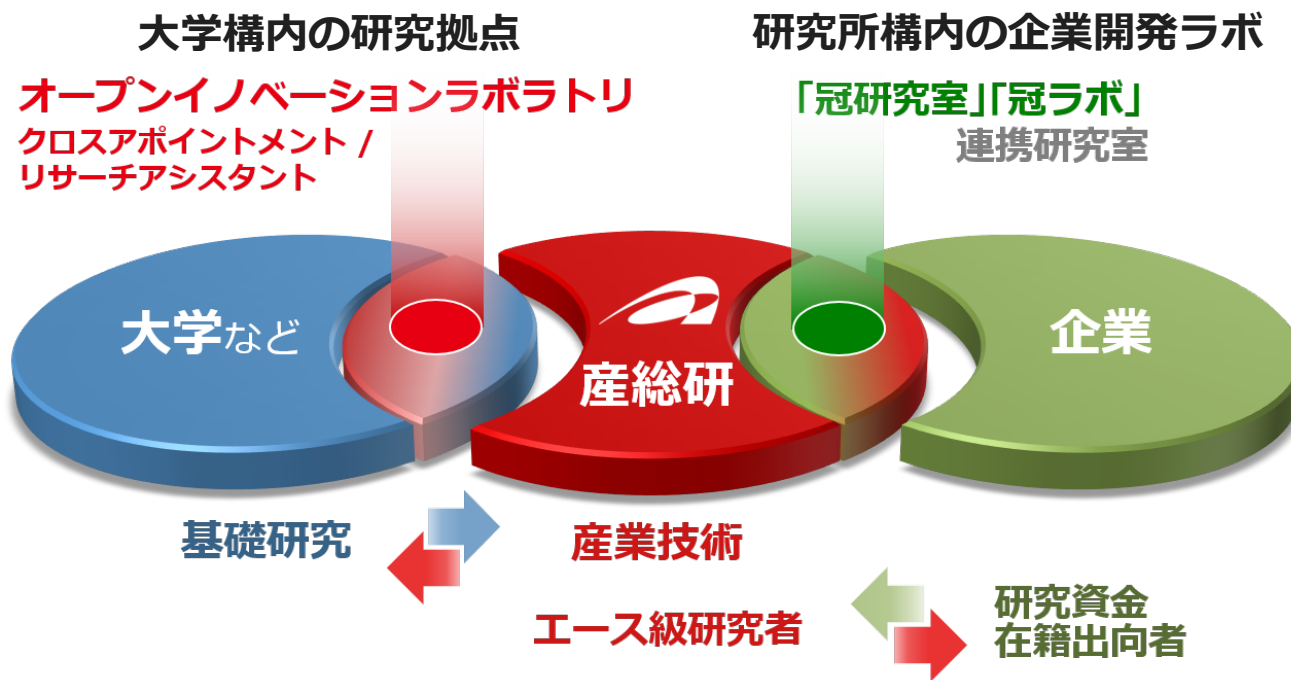 大学構内の研究拠点
オープンイノベーションラボラトリ
クロスアポイントメント /
リサーチアシスタント
研究所構内の企業開発ラボ
「冠研究室」「冠ラボ」
連携研究室
大学など
産総研
企業
基礎研究
産業技術
エース級研究者
研究資金
在籍出向者